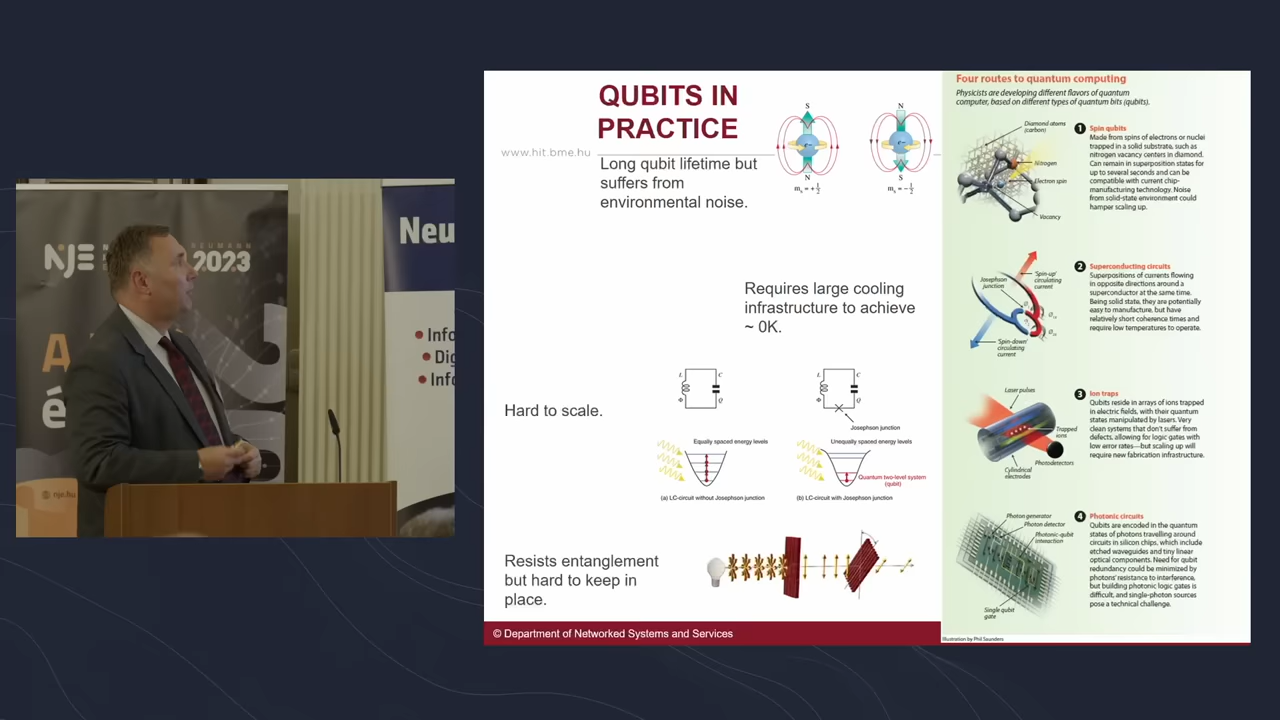 NJE
NEUMANN
2023
A
é
nje.hu
Neu
• Info
• Dig
• Info
QUBITS IN
PRACTICE
www.hit.bme.hu
Long qubit lifetime but
suffers from
environmental noise.
S
N
e−
N
S
e−
Requires large cooling
infrastructure to achieve
~ 0K.
Hard to scale.
L
C
Φ
Q
L
C
Φ
Q
Josephson junction
Equally spaced energy levels
Unequally spaced energy levels
Quantum two-level system
(qubit)
(a) LC-circuit without Josephson junction
(b) LC-circuit with Josephson junction
Resists entanglement
but hard to keep in
place.
© Department of Networked Systems and Services
Four routes to quantum computing
Physicists are developing different flavors of quantum
computer, based on different types of quantum bits (qubits).
Diamond atoms
(carbon)
Nitrogen
Electron spin
Vacancy
1 Spin qubits
Made from spins of electrons or nuclei
trapped in a solid substrate, such as
nitrogen vacancy centers in diamond.
Can remain in superposition states for
up to several seconds and can be
compatible with current chip-
manufacturing technology. Noise
from solid-state environment could
hamper scaling up.
Josephson
junction
'Spin-up'
circulating
current
'Spin-down'
circulating
current
2 Superconducting circuits
Superpositions of currents flowing
in opposite directions around a
superconductor at the same time.
Being solid state, they are potentially
easy to manufacture, but have
relatively short coherence times and
require low temperatures to operate.
Laser pulses
Trapped
ions
Photodetectors
Cylindrical
electrodes
3 Ion traps
Qubits reside in arrays of ions trapped
in electric fields, with their quantum
states manipulated by lasers. Very
clean systems that don't suffer from
defects, allowing for logic gates with
low error rates—but scaling up will
require new fabrication infrastructure.
Photon generator
Photon detector
Photonic-qubit
interaction
Single qubit
gate
4 Photonic circuits
Qubits are encoded in the quantum
states of photons travelling around
circuits in silicon chips, which include
etched waveguides and tiny linear
optical components. Need for qubit
redundancy could be minimized by
photons' resistance to interference,
but building photonic logic gates is
difficult, and single-photon sources
pose a technical challenge.
Illustration by Phil Saunders